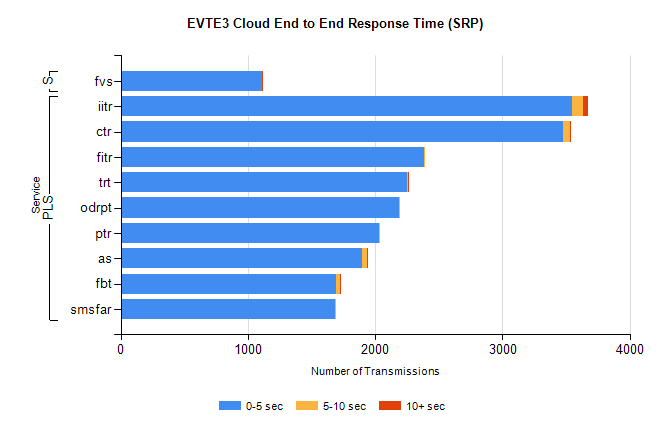 EVTE3 Cloud End to End Response Time (SRP)
Service
S
PLS
fvs
iitr
ctr
fitr
trt
odrpt
ptr
as
fbt
smsfar
0 1000 2000 3000 4000
Number of Transmissions
0-5 sec 5-10 sec 10+ sec